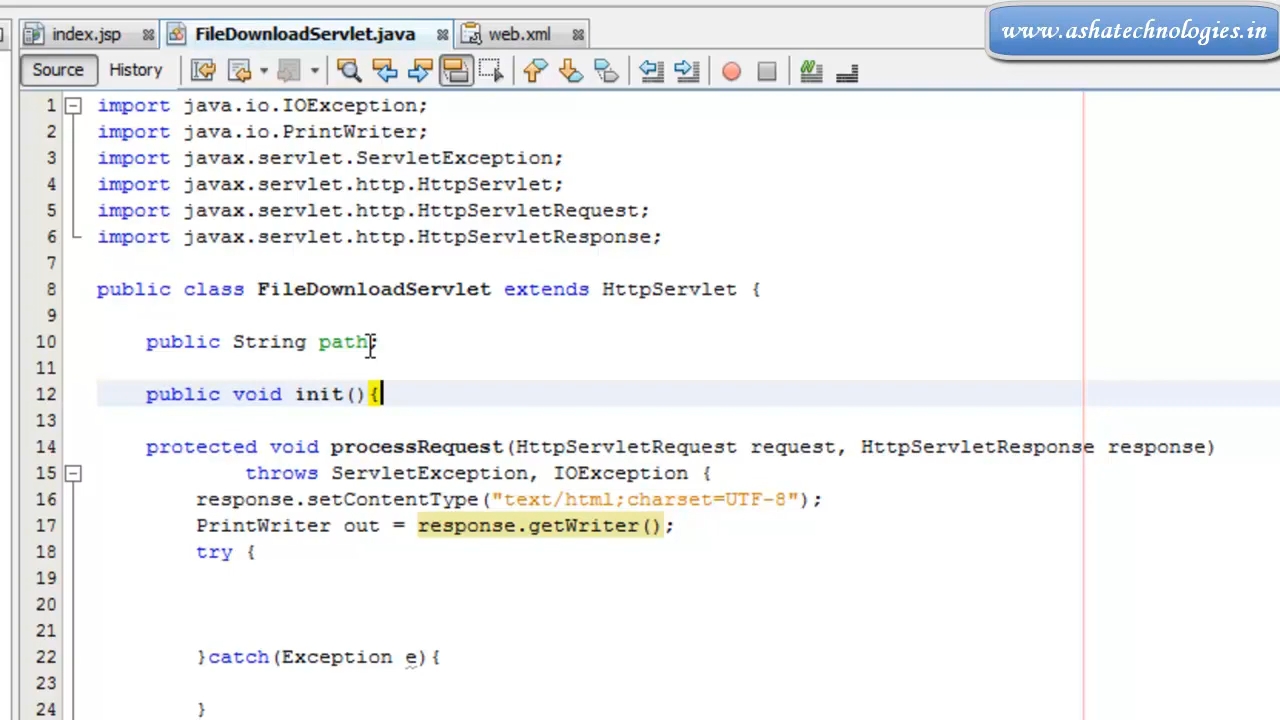 www.ashatechnologies.in
index.jsp FileDownloadServlet.java web.xml
Source History
1 import java.io.IOException;
2 import java.io.PrintWriter;
3 import javax.servlet.ServletException;
4 import javax.servlet.http.HttpServlet;
5 import javax.servlet.http.HttpServletRequest;
6 import javax.servlet.http.HttpServletResponse;
7
8 public class FileDownloadServlet extends HttpServlet {
9
10 public String path;
11
12 public void init(){
13
14 protected void processRequest(HttpServletRequest request, HttpServletResponse response)
15 throws ServletException, IOException {
16 response.setContentType("text/html;charset=UTF-8");
17 PrintWriter out = response.getWriter();
18 try {
19
20
21
22 }catch(Exception e){
23
24 }